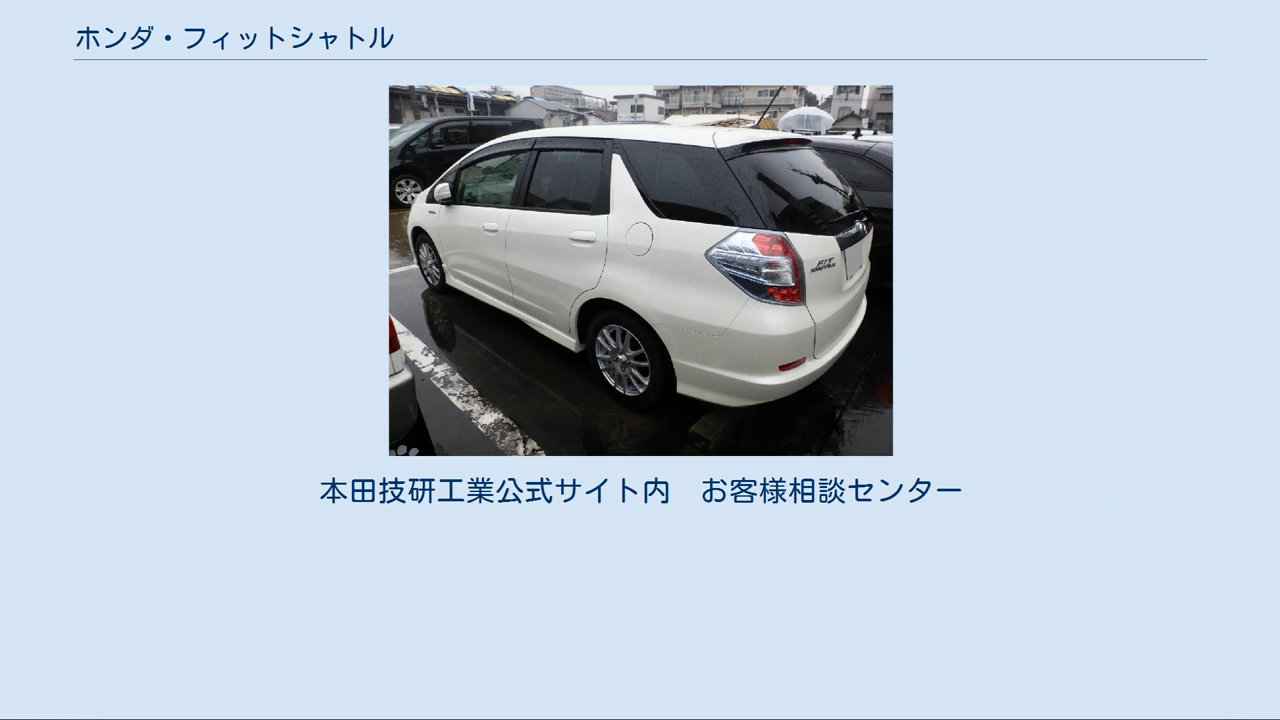 ホンダ・フィットシャトル
FIT
本田技研工業公式サイト内　お客様相談センター